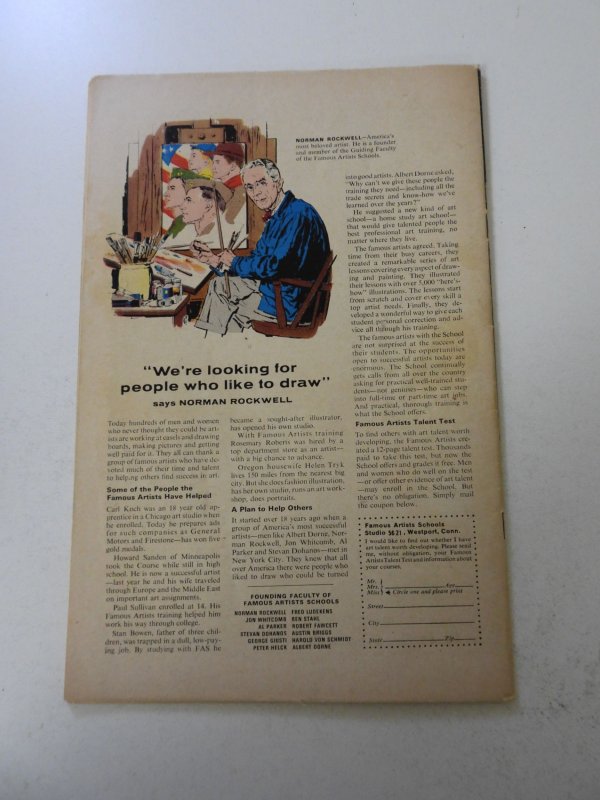 NORMAN ROCKWELL—America's
most beloved artist. He is a founder
and member of the Guiding Faculty
of the Famous Artists Schools.
"We're looking for
people who like to draw"
says NORMAN ROCKWELL
Today hundreds of men and women
who never thought they could be art-
ists are working at easels and drawing
boards, making pictures and getting
well paid for it. They all can thank a
group of famous artists who have de-
voted much of their time and talent
to helping others find success in art.
Some of the People the
Famous Artists Have Helped
Carl Koch was an 18 year old ap-
prentice in a Chicago art studio when
he enrolled. Today he prepares ads
for such companies as General
Motors and Firestone—has won five
gold medals.
Howard Sanden of Minneapolis
took the Course while still in high
school. He is now a successful artist
—last year he and his wife traveled
through Europe and the Middle East
on important art assignments.
Paul Sullivan enrolled at 14. His
Famous Artists training helped him
work his way through college.
Stan Bowen, father of three chil-
dren, was trapped in a dull, low-pay-
ing job. By studying with FAS he
became a sought-after illustrator,
has opened his own studio.
With Famous Artists training
Rosemary Roberts was hired by a
top department store as an artist—
with a big chance to advance.
Oregon housewife Helen Tryk
lives 150 miles from the nearest big
city. But she does fashion illustration,
has her own studio, runs an art work-
shop, does portraits.
A Plan to Help Others
It started over 18 years ago when a
group of America's most successful
artists—men like Albert Dorne, Nor-
man Rockwell, Jon Whitcomb, Al
Parker and Stevan Dohanos—met in
New York City. They knew that all
over America there were people who
liked to draw who could be turned
into good artists. Albert Dorne asked,
"Why can't we give these people the
training they need—including all the
trade secrets and know-how we've
learned over the years?"
He suggested a new kind of art
school—a home study art school—
that would give talented people the
best professional art training, no
matter where they live.
The famous artists agreed. Taking
time from their busy careers, they
created a remarkable series of art
lessons covering every aspect of draw-
ing and painting. They illustrated
their lessons with over 5,000 "here's-
how" illustrations. The lessons start
from scratch and cover every skill a
top artist needs. Finally, they de-
veloped a wonderful way to give each
student personal correction and ad-
vice all through his training.
The famous artists with the School
are not surprised at the success of
their students. The opportunities
open to successful artists today are
enormous. The School continually
gets calls from all over the country
asking for practical well-trained stu-
dents—not geniuses—who can step
into full-time or part-time art jobs.
And practical, thorough training is
what the School offers.
Famous Artists Talent Test
To find others with art talent worth
developing, the Famous Artists cre-
ated a 12-page talent test. Thousands
paid to take this test, but now the
School offers and grades it free. Men
and women who do well on the test
—or offer other evidence of art talent
—may enroll in the School. But
there's no obligation. Simply mail
the coupon below.
FOUNDING FACULTY OF
FAMOUS ARTISTS SCHOOLS
NORMAN ROCKWELL FRED LUDEKENS
JON WHITCOMB BEN STAHL
AL PARKER ROBERT FAWCETT
STEVAN DOHANOS AUSTIN BRIGGS
GEORGE GIUSTI HAROLD VON SCHMIDT
PETER HELCK ALBERT DORNE
Famous Artists Schools
Studio 5621, Westport, Conn.
I would like to find out whether I have
art talent worth developing. Please send
me, without obligation, your Famous
Artists Talent Test and information about
your courses.
Mr.
Mrs. Age
Miss Circle one and please print
Street
City
State Zip